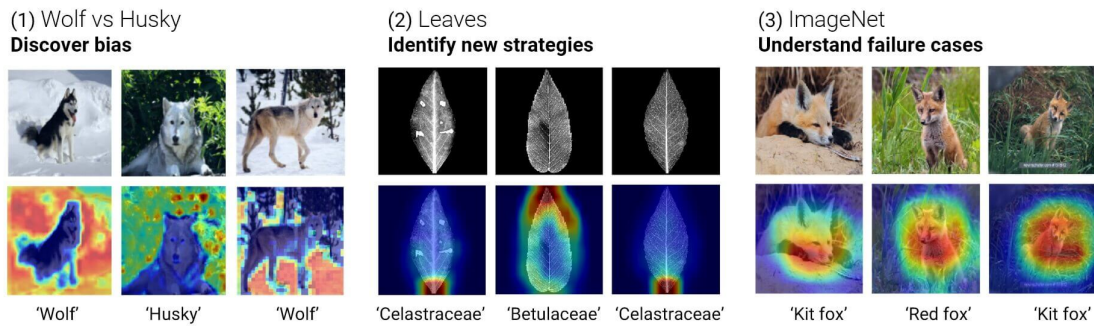 (1) Wolf vs Husky
Discover bias
(2) Leaves
Identify new strategies
(3) ImageNet
Understand failure cases
‘Wolf’
‘Husky’
‘Wolf’
‘Celastraceae’
‘Betulaceae’
‘Celastraceae’
‘Kit fox’
‘Red fox’
‘Kit fox’